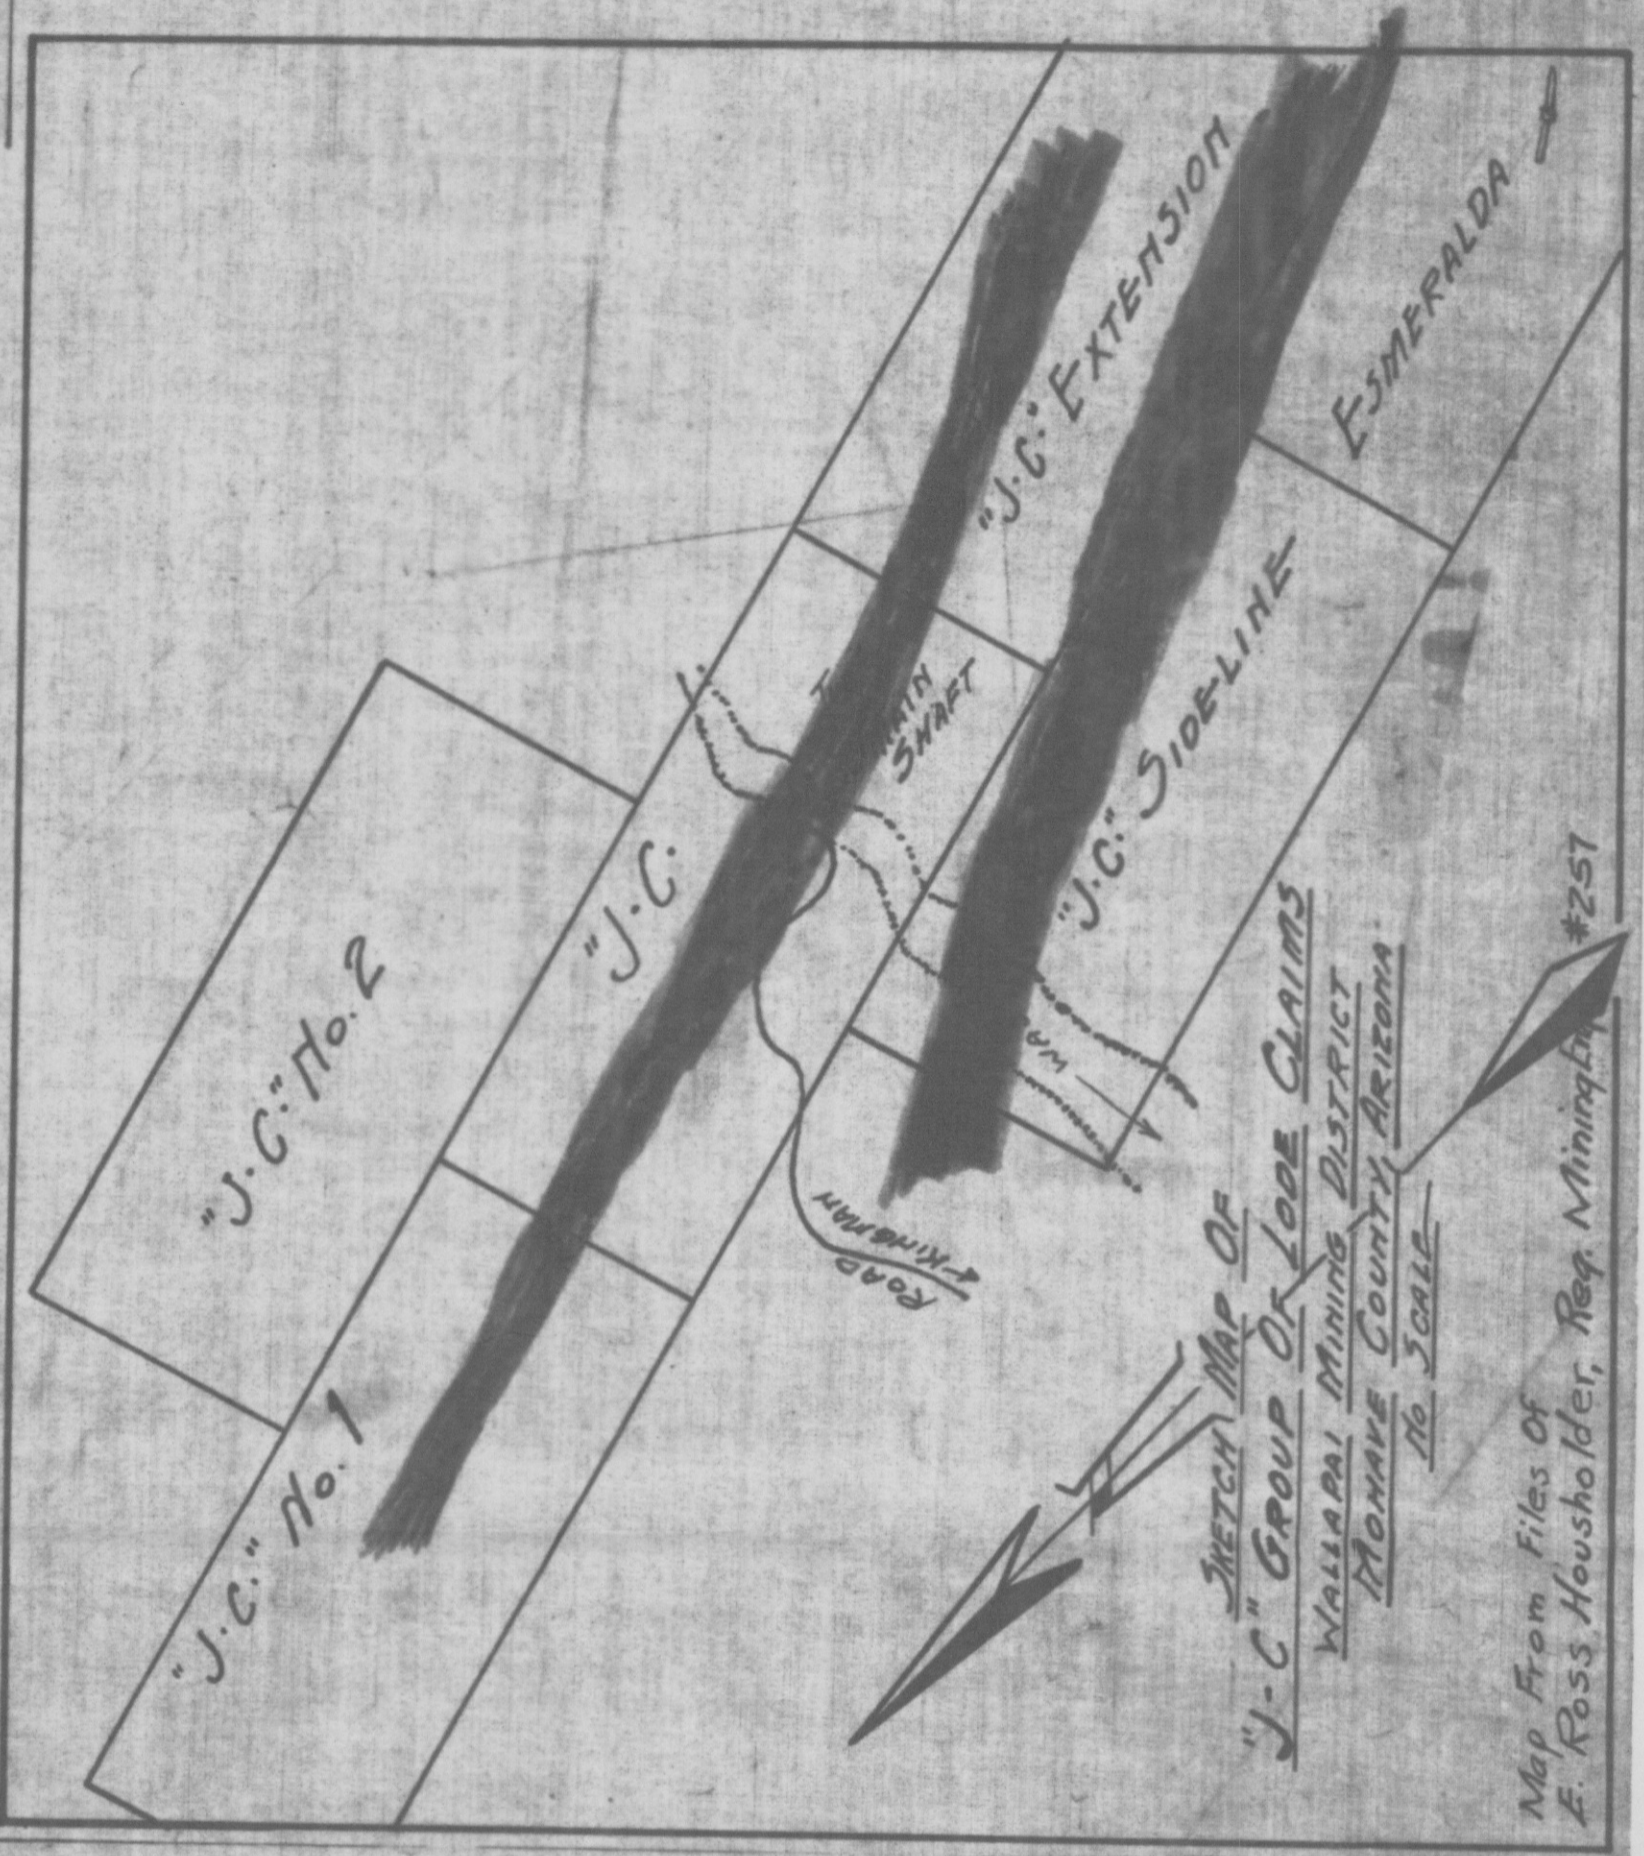 "J.C." No. 1
"J.C." No. 2
"J.C.
"J.C." EXTENSION
"J.C." SIDE-LINE
ESMERALDA
SHAFT
ROAD
KINGMAN
WA
SKETCH MAP OF
"J-C" GROUP OF LODE CLAIMS
WALLAPAI MINING DISTRICT
MOHAVE COUNTY, ARIZONA
NO SCALE
Map From Files Of
E. Ross Housholder, Reg. Mining Eng. #257